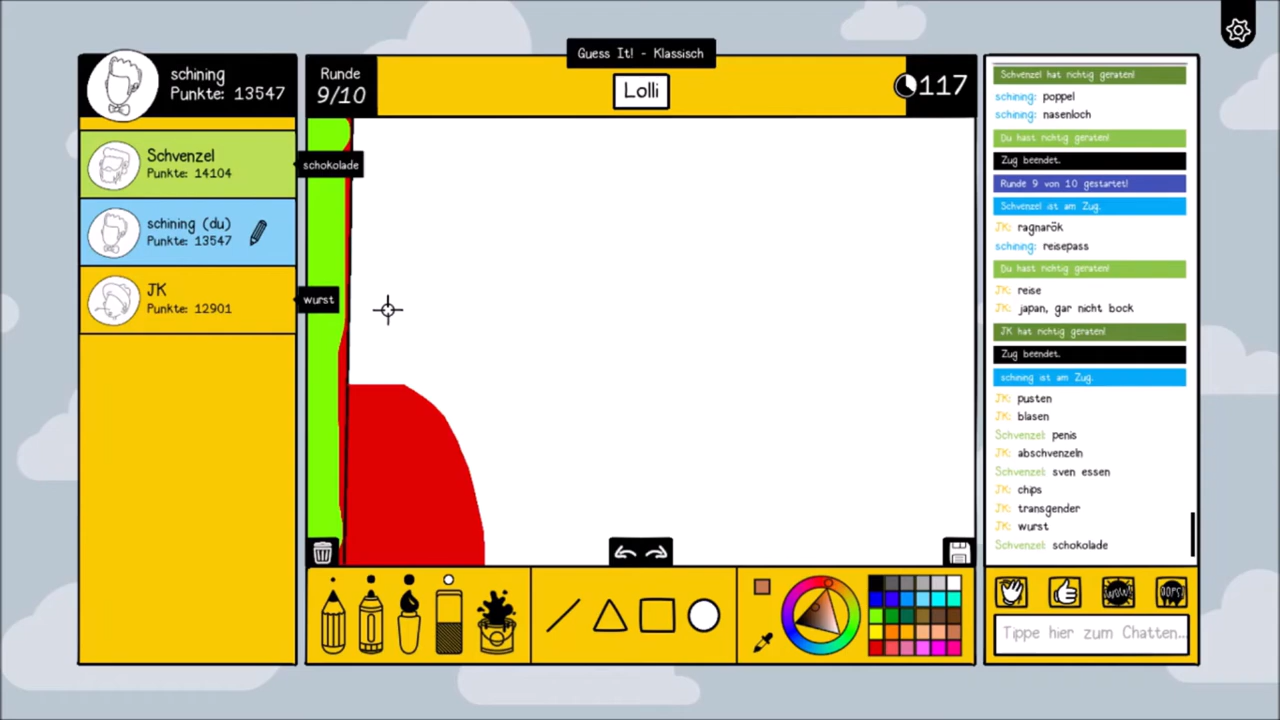 Guess It! - Klassisch
schining
Punkte: 13547
Runde
9/10
Lolli
117
Schvenzel
Punkte: 14104
schokolade
schining (du)
Punkte: 13547
JK
Punkte: 12901
wurst
Schvenzel hat richtig geraten!
schining: poppel
schining: nasenloch
Du hast richtig geraten!
Zug beendet.
Runde 9 von 10 gestartet!
Schvenzel ist am Zug.
JK: ragnarök
schining: reisepass
Du hast richtig geraten!
JK: reise
JK: japan, gar nicht bock
JK hat richtig geraten!
Zug beendet.
schining ist am Zug.
JK: pusten
JK: blasen
Schvenzel: penis
JK: abschvenzeln
Schvenzel: sven essen
JK: chips
JK: transgender
JK: wurst
Schvenzel: schokolade
WOW!
OOPS!
Tippe hier zum Chatten...